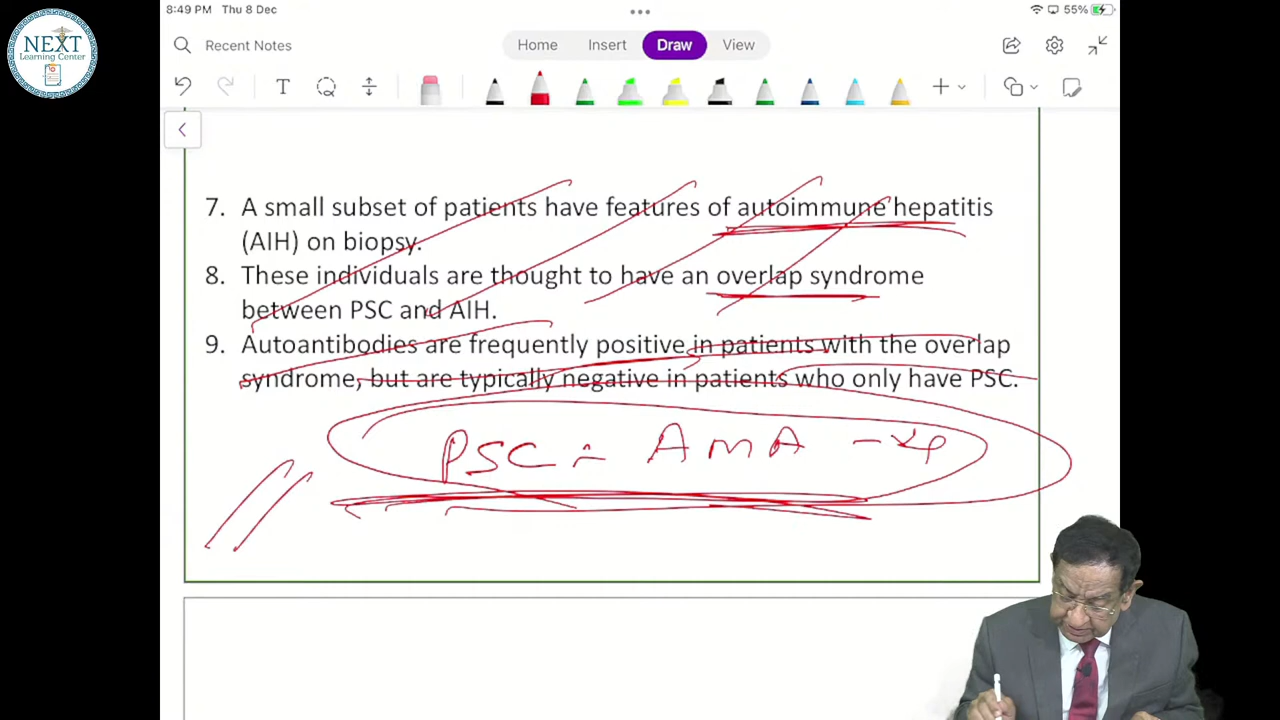 8:49 PM Thu 8 Dec
55%
NEXT
Learning Center
Recent Notes
Home Insert Draw View
T
7. A small subset of patients have features of autoimmune hepatitis
(AIH) on biopsy.
8. These individuals are thought to have an overlap syndrome
between PSC and AIH.
9. Autoantibodies are frequently positive in patients with the overlap
syndrome, but are typically negative in patients who only have PSC.
PSC AMA